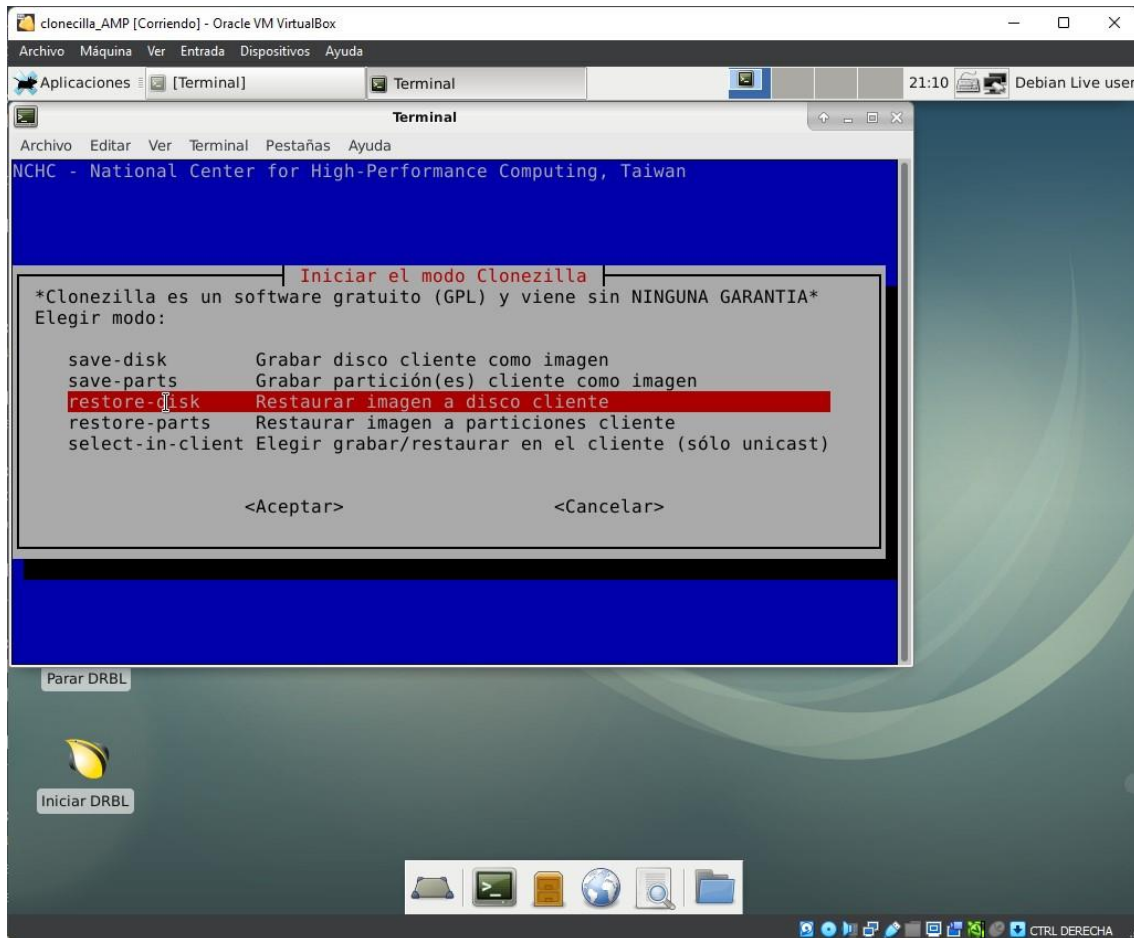 clonecilla_AMP [Corriendo] - Oracle VM VirtualBox
Archivo Máquina Ver Entrada Dispositivos Ayuda
Aplicaciones [Terminal] Terminal 21:10 Debian Live user
Terminal
Archivo Editar Ver Terminal Pestañas Ayuda
NCHC - National Center for High-Performance Computing, Taiwan
Iniciar el modo Clonezilla
*Clonezilla es un software gratuito (GPL) y viene sin NINGUNA GARANTIA*
Elegir modo:
save-disk Grabar disco cliente como imagen
save-parts Grabar partición(es) cliente como imagen
restore-disk Restaurar imagen a disco cliente
restore-parts Restaurar imagen a particiones cliente
select-in-client Elegir grabar/restaurar en el cliente (sólo unicast)
<Aceptar> <Cancelar>
Parar DRBL
Iniciar DRBL
CTRL DERECHA